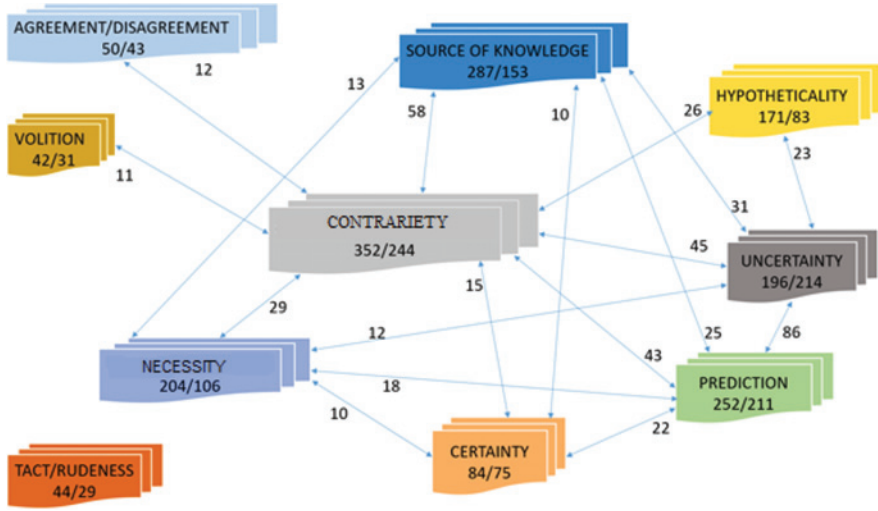 AGREEMENT/DISAGREEMENT
50/43
SOURCE OF KNOWLEDGE
287/153
12
13
58
10
HYPOTHETICALITY
171/83
26
23
VOLITION
42/31
11
CONTRARIETY
352/244
31
45
UNCERTAINTY
196/214
15
29
12
25
86
43
NECESSITY
204/106
18
PREDICTION
252/211
10
22
CERTAINTY
84/75
TACT/RUDENESS
44/29